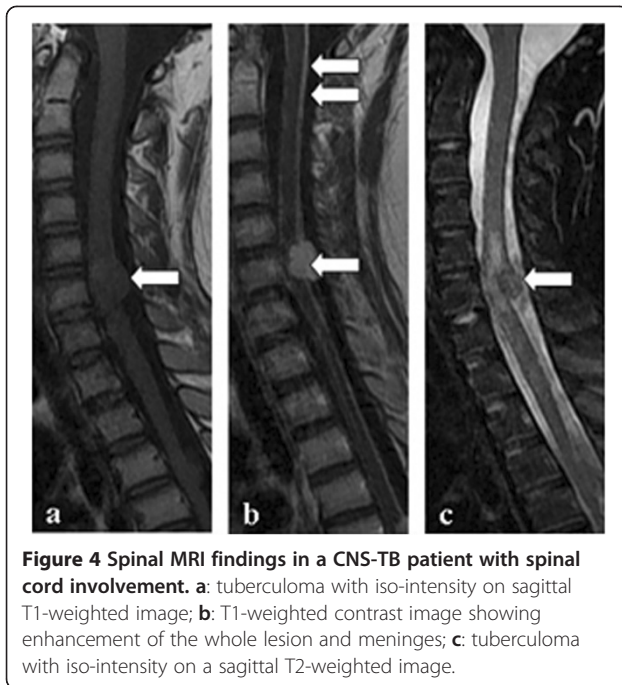 a
b
c
Figure 4 Spinal MRI findings in a CNS-TB patient with spinal
cord involvement. a: tuberculoma with iso-intensity on sagittal
T1-weighted image; b: T1-weighted contrast image showing
enhancement of the whole lesion and meninges; c: tuberculoma
with iso-intensity on a sagittal T2-weighted image.